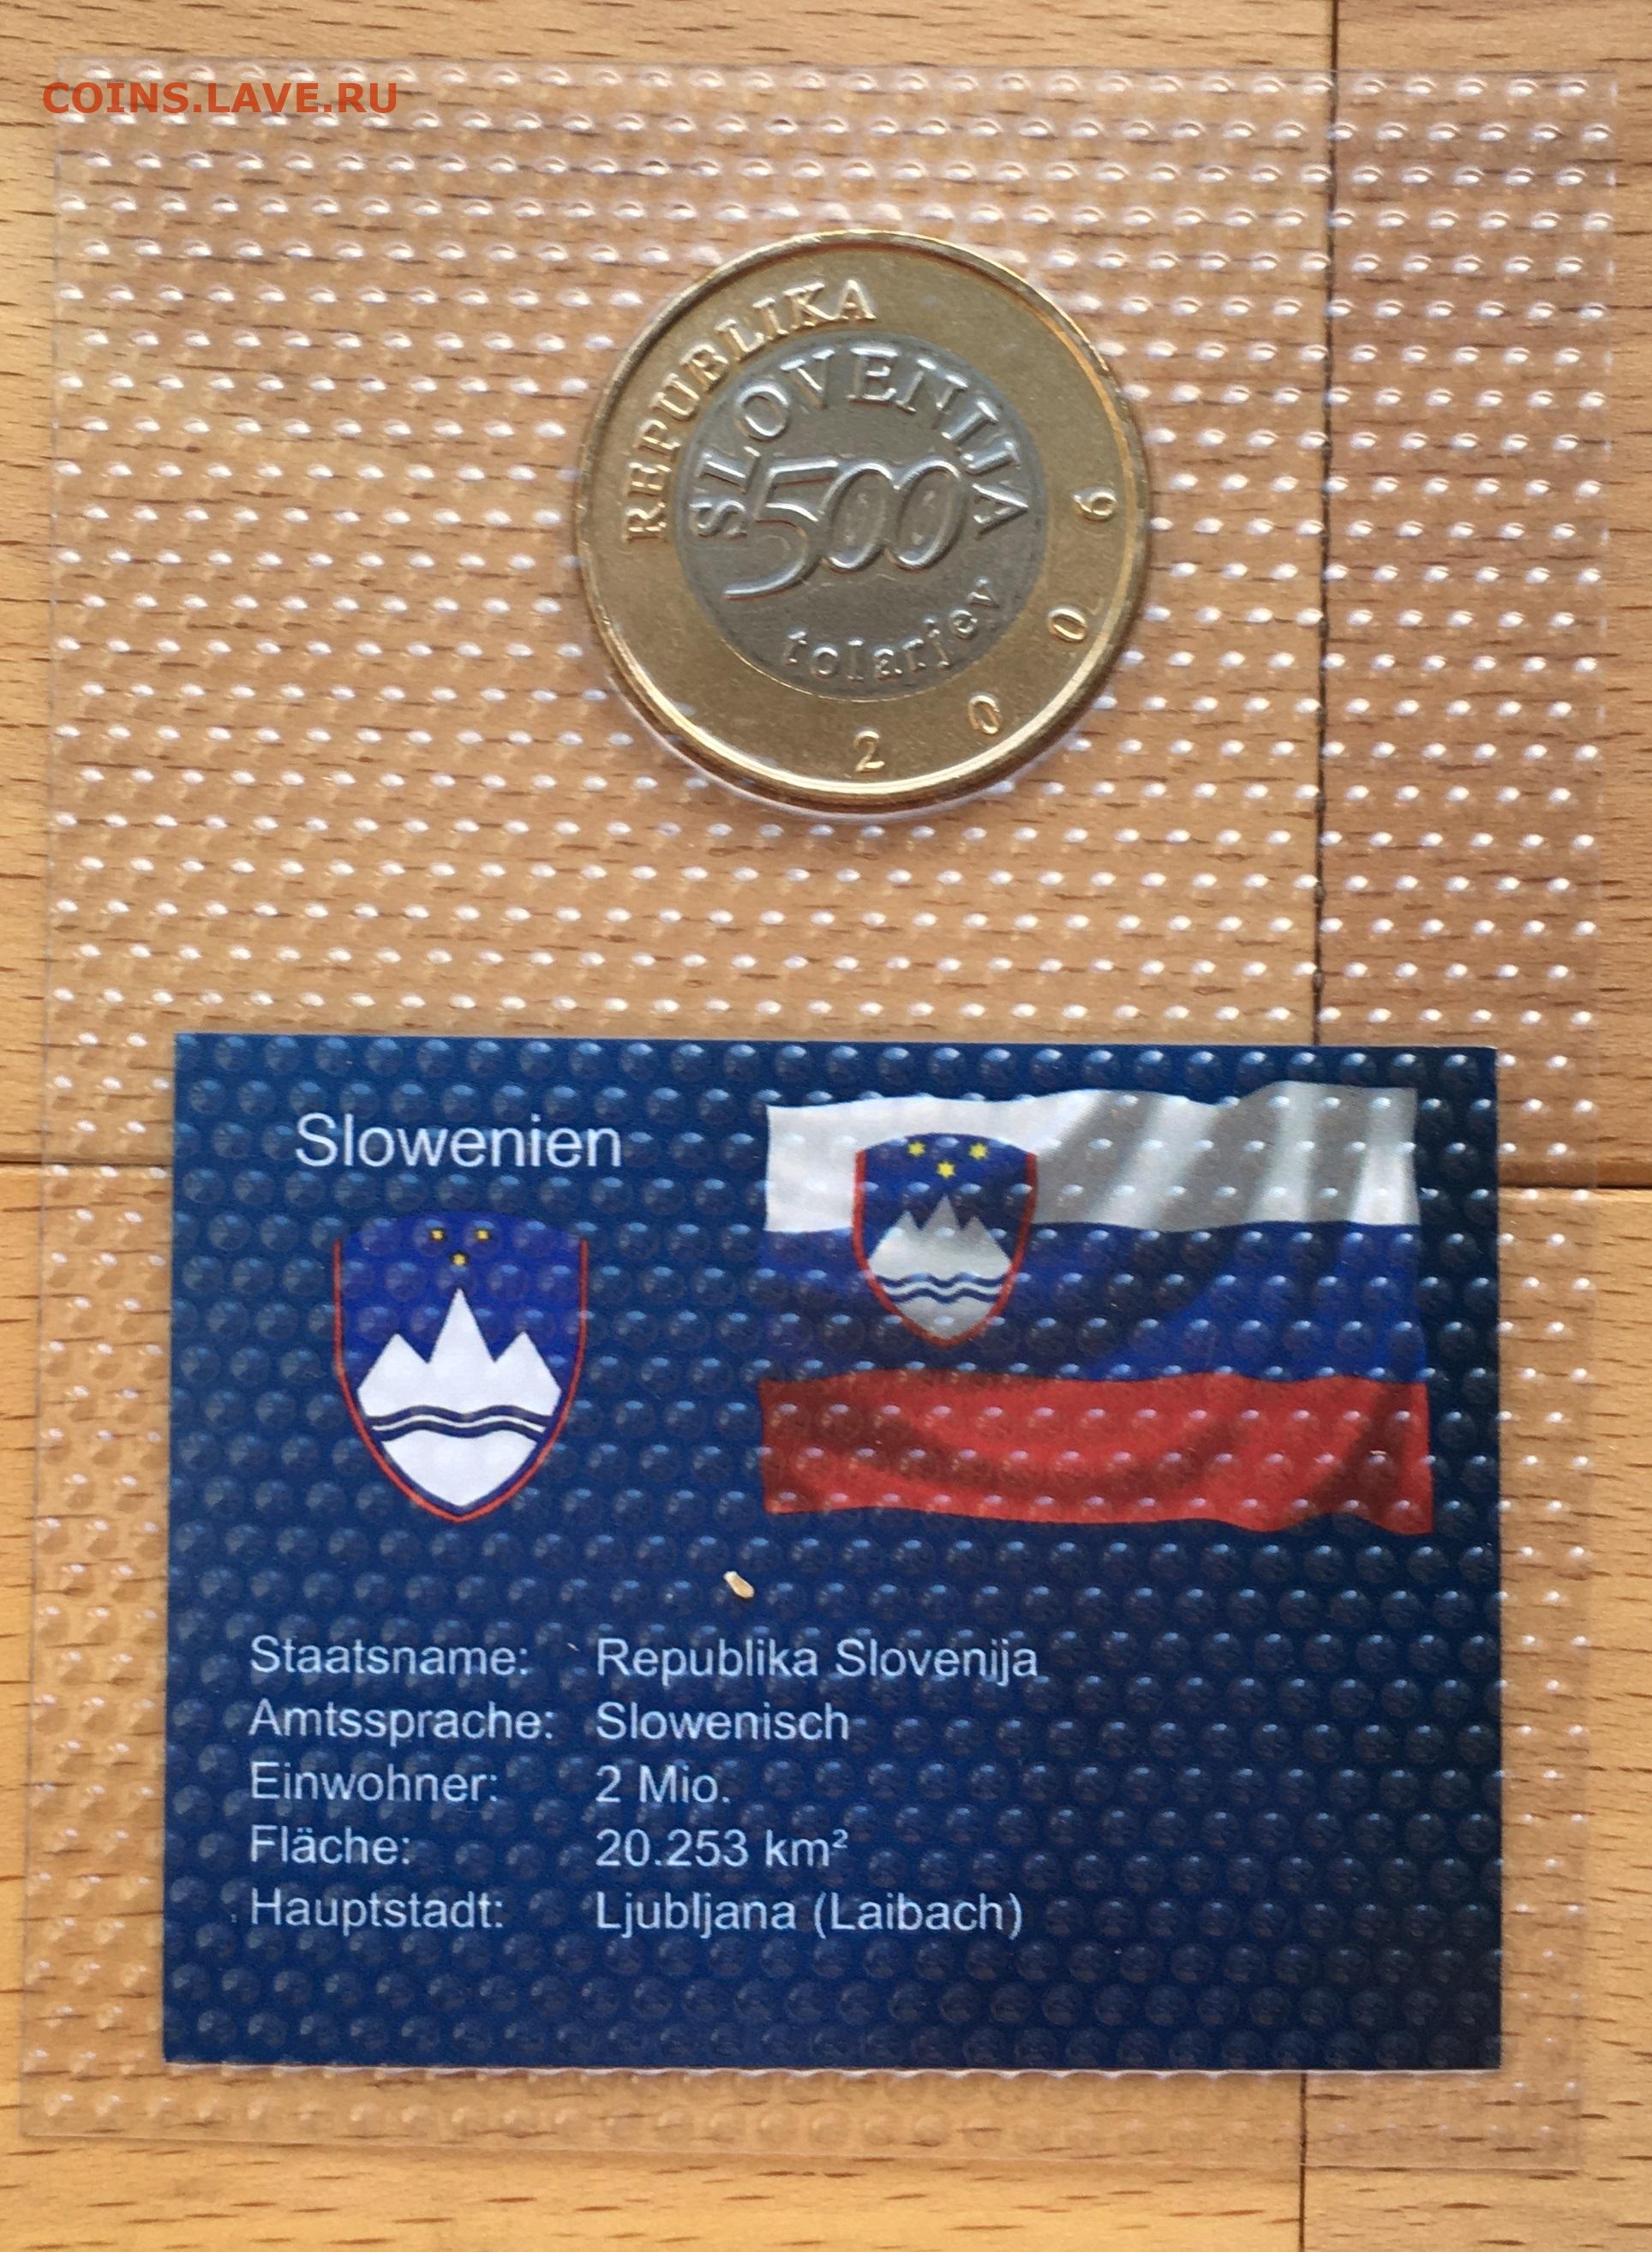 COINS.LAVE.RU
REPUBLIKA
SLOVENIJA
500
tolarjev
2006
Slowenien
Staatsname: Republika Slovenija
Amtssprache: Slowenisch
Einwohner: 2 Mio.
Fläche: 20.253 km²
Hauptstadt: Ljubljana (Laibach)